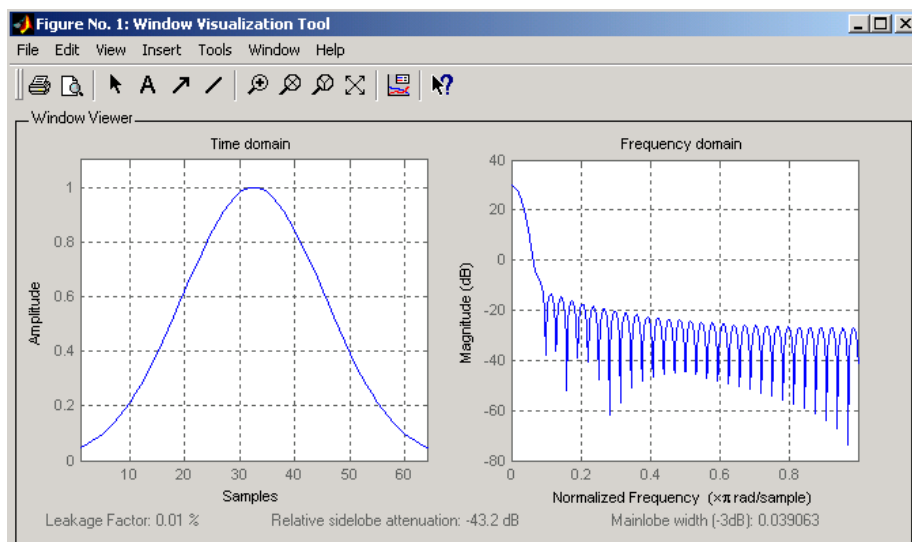 Figure No. 1: Window Visualization Tool
File Edit View Insert Tools Window Help
A
Window Viewer
Time domain
1
0.8
0.6
0.4
0.2
0
Amplitude
10 20 30 40 50 60
Samples
Frequency domain
40
20
0
-20
-40
-60
-80
Magnitude (dB)
0 0.2 0.4 0.6 0.8
Normalized Frequency (×π rad/sample)
Leakage Factor: 0.01 % Relative sidelobe attenuation: -43.2 dB Mainlobe width (-3dB): 0.039063